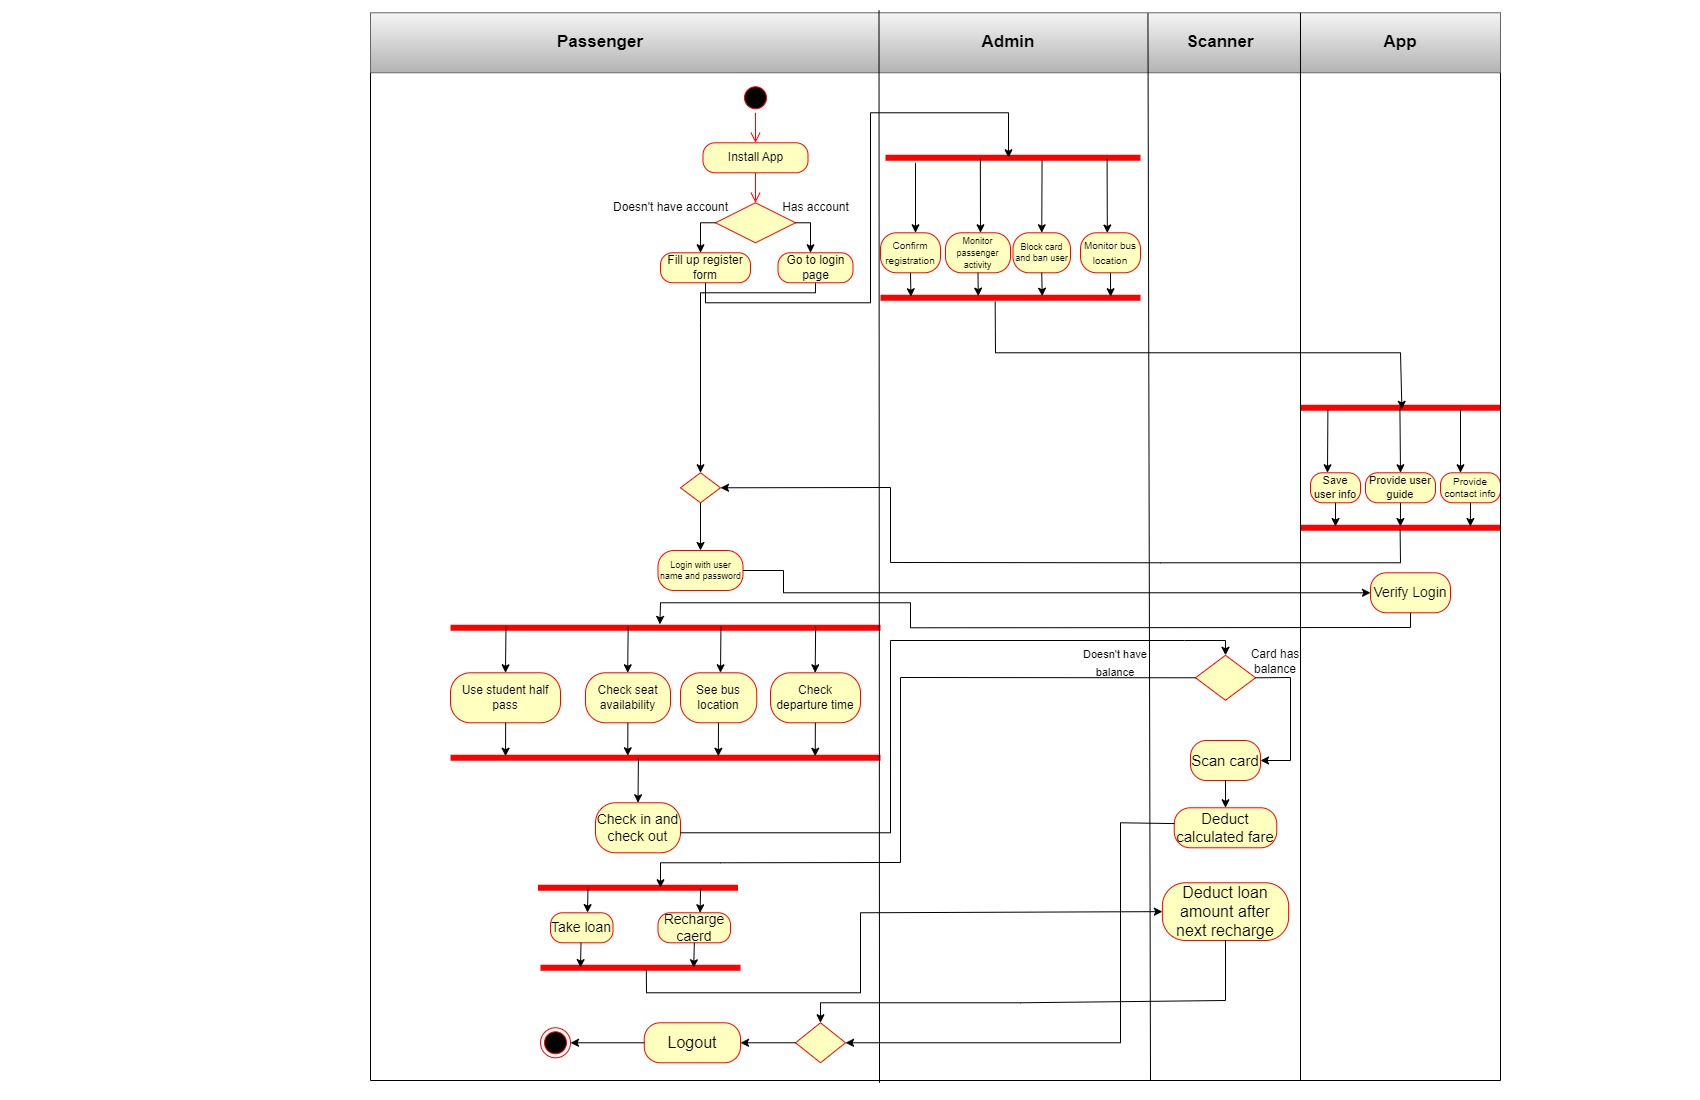 Passenger
Admin
Scanner
App
Install App
Doesn't have account
Has account
Fill up register
form
Go to login
page
Confirm
registration
Monitor
passenger
activity
Block card
and ban user
Monitor bus
location
Save
user info
Provide user
guide
Provide
contact info
Login with user
name and password
Verify Login
Use student half
pass
Check seat
availability
See bus
location
Check
departure time
Doesn't have
balance
Card has
balance
Scan card
Check in and
check out
Deduct
calculated fare
Take loan
Recharge
caerd
Deduct loan
amount after
next recharge
Logout